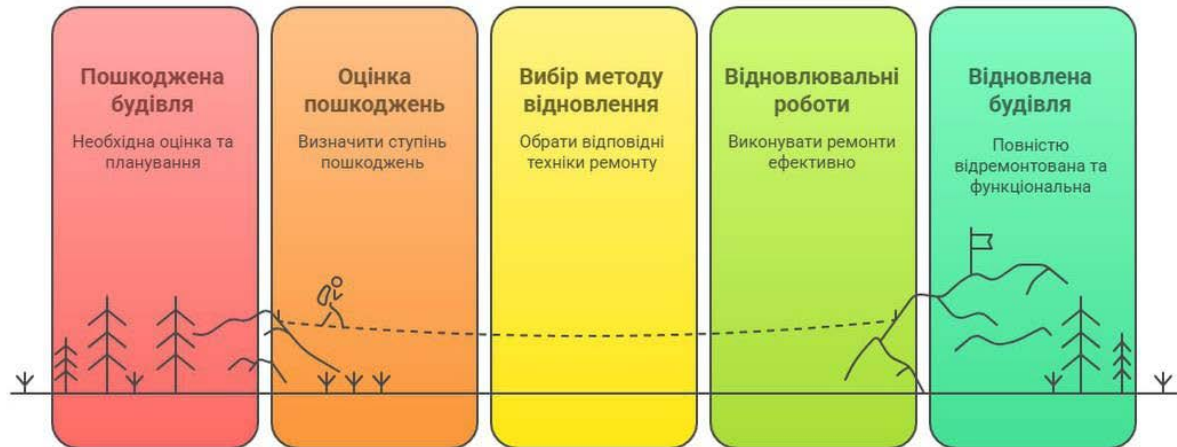 Пошкоджена
будівля
Необхідна оцінка та
планування
Оцінка
пошкоджень
Визначити ступінь
пошкоджень
Вибір методу
відновлення
Обрати відповідні
техніки ремонту
Відновлювальні
роботи
Виконувати ремонти
ефективно
Відновлена
будівля
Повністю
відремонтована та
функціональна